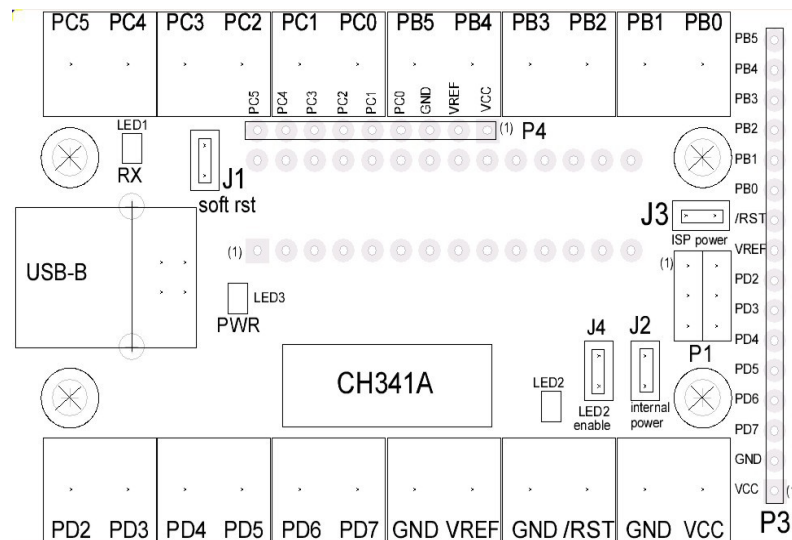 PC5 PC4 PC3 PC2 PC1 PC0 PB5 PB4 PB3 PB2 PB1 PB0
PB5
PB4
PB3
PB2
PB1
PB0
/RST
VREF
PD2
PD3
PD4
PD5
PD6
PD7
GND
VCC
P3
PC5 PC4 PC3 PC2 PC1 PC0 GND VREF VCC
(1) P4
LED1
RX
J1
soft rst
J3
ISP power
(1)
P1
USB-B
(1)
LED3
PWR
CH341A
J4
LED2
enable
J2
internal
power
LED2
PD2 PD3 PD4 PD5 PD6 PD7 GND VREF GND /RST GND VCC